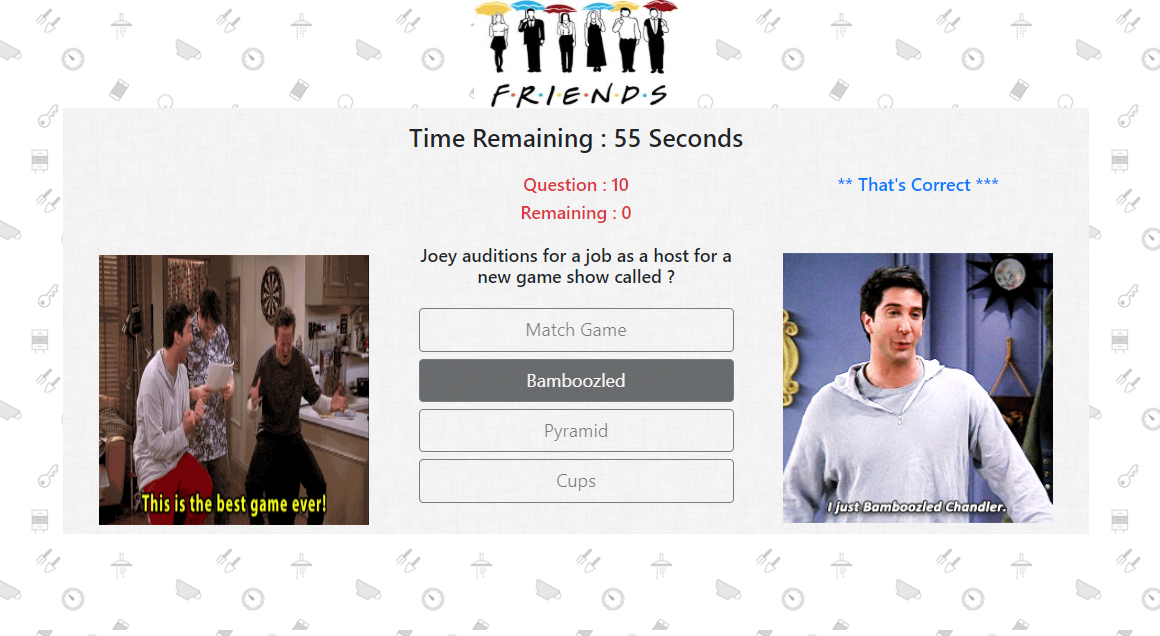 F·R·I·E·N·D·S
Time Remaining : 55 Seconds
Question : 10
Remaining : 0
** That's Correct ***
Joey auditions for a job as a host for a
new game show called ?
Match Game
Bamboozled
Pyramid
Cups
This is the best game ever!
I just Bamboozled Chandler.